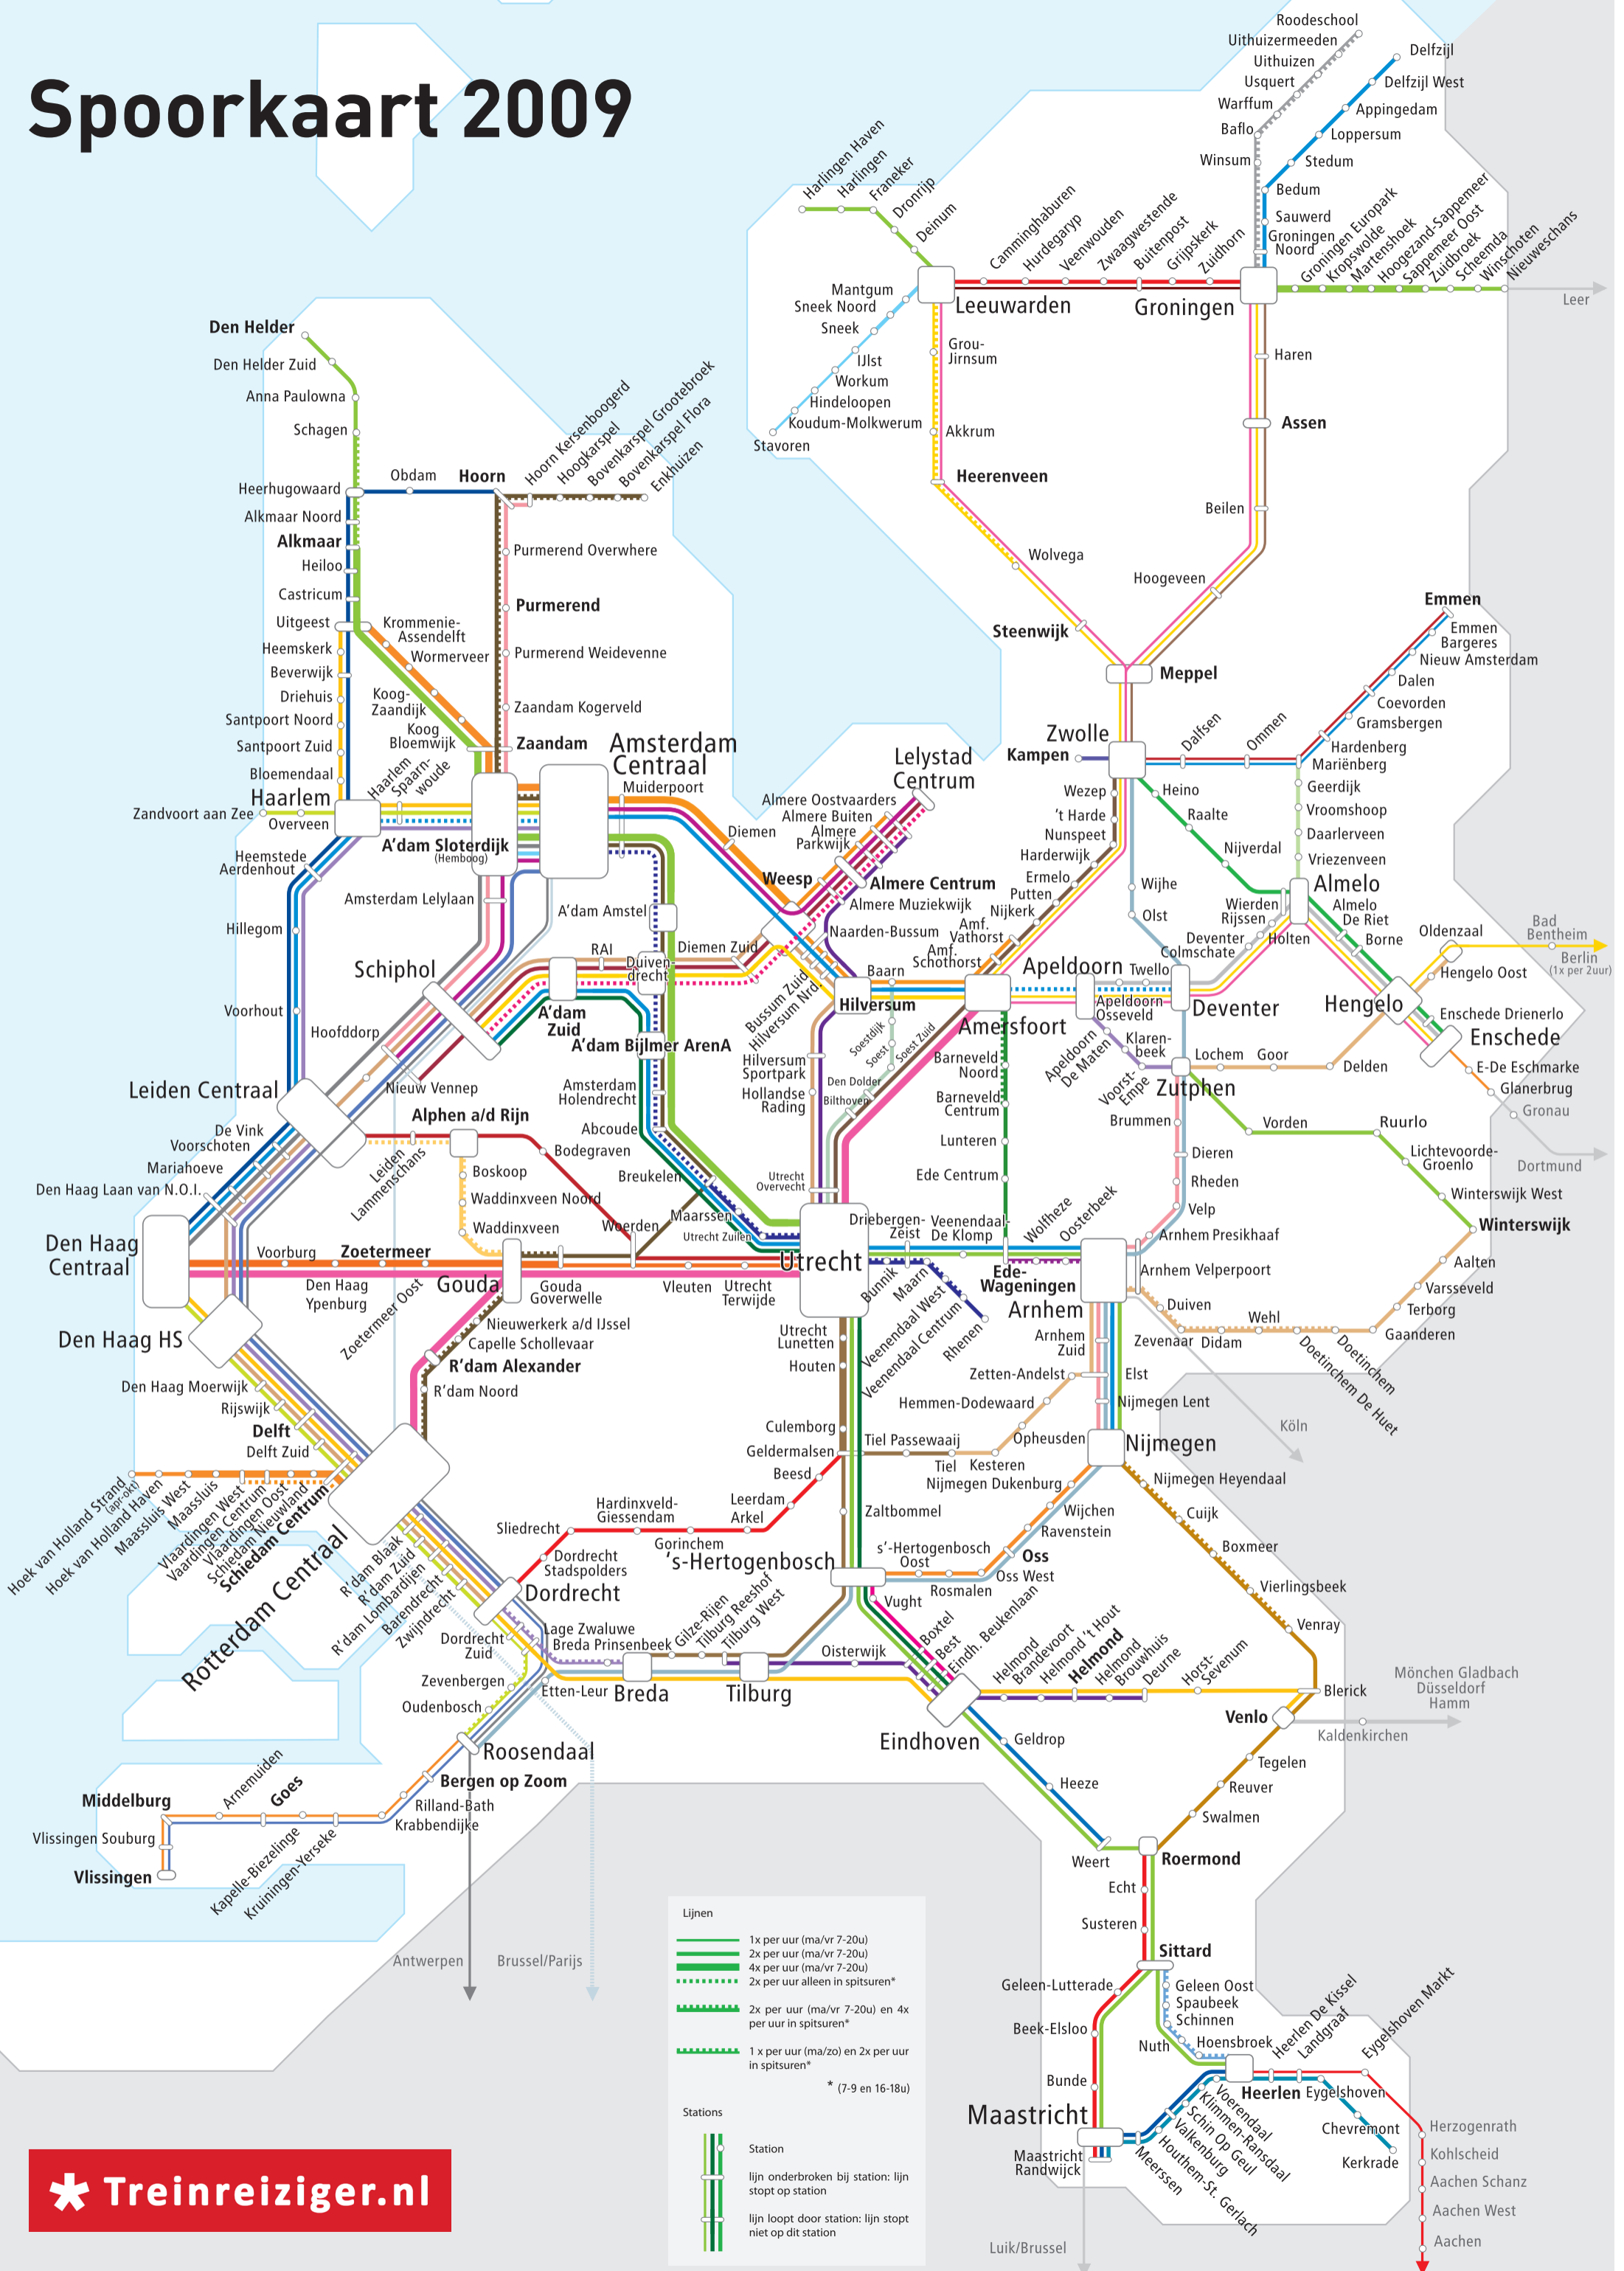 Spoorkaart 2009
Roodeschool
Uithuizermeeden
Uithuizen
Usquert
Warffum
Baflo
Winsum
Delfzijl
Delfzijl West
Appingedam
Loppersum
Stedum
Bedum
Sauwerd
Groningen
Noord
Groningen Europark
Kropswolde
Martenshoek
Hoogezand-Sappemeer
Sappemeer Oost
Zuidbroek
Scheemda
Winschoten
Nieuweschans
Leer
Harlingen Haven
Harlingen
Franeker
Dronrijp
Deinum
Leeuwarden
Camminghaburen
Hurdegaryp
Veenwouden
Zwaagwestende
Buitenpost
Grijpskerk
Zuidhorn
Groningen
Mantgum
Sneek Noord
Sneek
IJlst
Workum
Hindeloopen
Koudum-Molkwerum
Stavoren
Grou-
Jirnsum
Akkrum
Heerenveen
Wolvega
Steenwijk
Haren
Assen
Beilen
Hoogeveen
Meppel
Den Helder
Den Helder Zuid
Anna Paulowna
Schagen
Heerhugowaard
Alkmaar Noord
Alkmaar
Heiloo
Castricum
Uitgeest
Heemskerk
Beverwijk
Driehuis
Santpoort Noord
Santpoort Zuid
Bloemendaal
Haarlem
Obdam
Hoorn
Hoorn Kersenboogerd
Hoogkarspel
Bovenkarspel Grootebroek
Bovenkarspel Flora
Enkhuizen
Purmerend Overwhere
Purmerend
Purmerend Weidevenne
Zaandam Kogerveld
Krommenie-
Assendelft
Wormerveer
Koog-
Zaandijk
Koog
Bloemwijk
Zaandam
Haarlem
Spaarn-
woude
Zandvoort aan Zee
Overveen
Amsterdam
Centraal
Muiderpoort
A'dam Sloterdijk
(Hemboog)
Heemstede
Aerdenhout
Hillegom
Voorhout
Amsterdam Lelylaan
Schiphol
Hoofddorp
Nieuw Vennep
Leiden Centraal
A'dam Amstel
RAI
Duiven-
drecht
Diemen Zuid
A'dam
Zuid
A'dam Bijlmer ArenA
Amsterdam
Holendrecht
Abcoude
Breukelen
Maarssen
Utrecht Zuilen
Diemen
Weesp
Lelystad
Centrum
Almere Oostvaarders
Almere Buiten
Almere
Parkwijk
Almere Centrum
Almere Muziekwijk
Naarden-Bussum
Bussum Zuid
Hilversum Nrd.
Hilversum
Hilversum
Sportpark
Hollandse
Rading
Utrecht
Overvecht
Baarn
Soestdijk
Soest
Soest Zuid
Den Dolder
Bilthoven
Kampen
Zwolle
Wezep
't Harde
Nunspeet
Harderwijk
Ermelo
Putten
Nijkerk
Amf.
Vathorst
Amf.
Schothorst
Amersfoort
Barneveld
Noord
Barneveld
Centrum
Lunteren
Ede Centrum
Dalfsen
Ommen
Mariënberg
Hardenberg
Gramsbergen
Coevorden
Dalen
Nieuw Amsterdam
Emmen
Bargeres
Emmen
Geerdijk
Vroomshoop
Daarlerveen
Vriezenveen
Almelo
Heino
Raalte
Nijverdal
Wierden
Rijssen
Holten
Deventer
Colmschate
Wijhe
Olst
Almelo
De Riet
Borne
Hengelo
Oldenzaal
Hengelo Oost
Bad
Bentheim
Berlin
(1x per 2uur)
Enschede Drienerlo
Enschede
E-De Eschmarke
Glanerbrug
Gronau
Dortmund
Apeldoorn
Twello
Apeldoorn
Osseveld
Apeldoorn
De Maten
Klaren-
beek
Voorst-
Empe
Deventer
Zutphen
Lochem
Goor
Delden
Vorden
Ruurlo
Lichtevoorde-
Groenlo
Winterswijk West
Winterswijk
Aalten
Varsseveld
Terborg
Gaanderen
Doetinchem
Doetinchem De Huet
Wehl
Didam
Zevenaar
Duiven
Brummen
Dieren
Rheden
Velp
Arnhem Presikhaaf
Arnhem Velperpoort
Arnhem
De Vink
Voorschoten
Mariahoeve
Den Haag Laan van N.O.I.
Leiden
Lammenschans
Alphen a/d Rijn
Bodegraven
Boskoop
Waddinxveen Noord
Waddinxveen
Woerden
Den Haag
Centraal
Voorburg
Den Haag
Ypenburg
Zoetermeer
Zoetermeer Oost
Gouda
Gouda
Goverwelle
Vleuten
Utrecht
Terwijde
Utrecht
Driebergen-
Zeist
Veenendaal-
De Klomp
Ede-
Wageningen
Wolfheze
Oosterbeek
Bunnik
Maarn
Veenendaal West
Veenendaal Centrum
Rhenen
Den Haag HS
Nieuwerkerk a/d IJssel
Capelle Schollevaar
R'dam Alexander
R'dam Noord
Den Haag Moerwijk
Rijswijk
Delft
Delft Zuid
Hoek van Holland Strand
(apr-okt)
Hoek van Holland Haven
Maassluis West
Maassluis
Vlaardingen West
Vlaardingen Centrum
Vlaardingen Oost
Schiedam Nieuwland
Schiedam Centrum
Rotterdam Centraal
R'dam Blaak
R'dam Zuid
R'dam Lombardijen
Barendrecht
Zwijndrecht
Dordrecht
Dordrecht
Zuid
Dordrecht
Stadspolders
Sliedrecht
Hardinxveld-
Giessendam
Gorinchem
Arkel
Leerdam
Beesd
Geldermalsen
Utrecht
Lunetten
Houten
Culemborg
Tiel Passewaaij
Tiel
Kesteren
Opheusden
Hemmen-Dodewaard
Zetten-Andelst
Arnhem
Zuid
Elst
Nijmegen Lent
Nijmegen
Köln
Nijmegen Dukenburg
Wijchen
Ravenstein
Oss
Oss West
Rosmalen
s'-Hertogenbosch
Oost
's-Hertogenbosch
Zaltbommel
Nijmegen Heyendaal
Cuijk
Boxmeer
Vierlingsbeek
Venray
Blerick
Venlo
Kaldenkirchen
Mönchen Gladbach
Düsseldorf
Hamm
Tegelen
Reuver
Swalmen
Roermond
Lage Zwaluwe
Breda Prinsenbeek
Gilze-Rijen
Tilburg Reeshof
Tilburg West
Breda
Tilburg
Etten-Leur
Oisterwijk
Vught
Boxtel
Best
Eindh. Beukenlaan
Eindhoven
Helmond
Brandevoort
Helmond 't Hout
Helmond
Helmond
Brouwhuis
Deurne
Horst-
Sevenum
Geldrop
Heeze
Weert
Zevenbergen
Oudenbosch
Roosendaal
Bergen op Zoom
Rilland-Bath
Krabbendijke
Kruiningen-Yerseke
Kapelle-Biezelinge
Goes
Arnemuiden
Middelburg
Vlissingen Souburg
Vlissingen
Antwerpen
Brussel/Parijs
Echt
Susteren
Sittard
Geleen-Lutterade
Beek-Elsloo
Bunde
Maastricht
Maastricht
Randwijck
Luik/Brussel
Geleen Oost
Spaubeek
Schinnen
Nuth
Hoensbroek
Heerlen
Heerlen De Kissel
Landgraaf
Eygelshoven Markt
Eygelshoven
Chevremont
Kerkrade
Voerendaal
Klimmen-Ransdaal
Schin Op Geul
Valkenburg
Houthem-St. Gerlach
Meerssen
Herzogenrath
Kohlscheid
Aachen Schanz
Aachen West
Aachen
Lijnen
1x per uur (ma/vr 7-20u)
2x per uur (ma/vr 7-20u)
4x per uur (ma/vr 7-20u)
2x per uur alleen in spitsuren*
2x per uur (ma/vr 7-20u) en 4x
per uur in spitsuren*
1 x per uur (ma/zo) en 2x per uur
in spitsuren*
* (7-9 en 16-18u)
Stations
Station
lijn onderbroken bij station: lijn
stopt op station
lijn loopt door station: lijn stopt
niet op dit station
Treinreiziger.nl